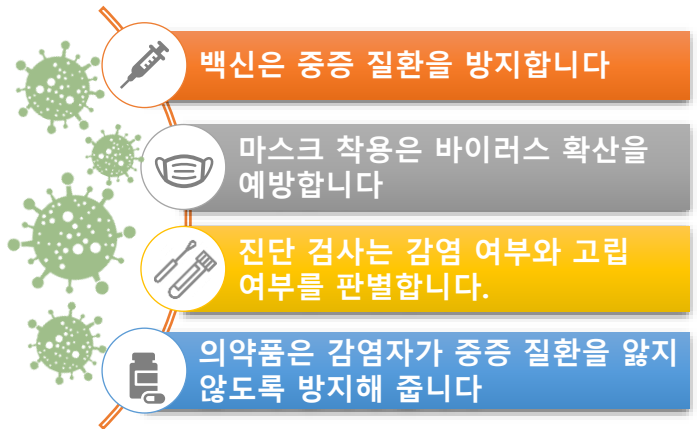 백신은 중증 질환을 방지합니다
마스크 착용은 바이러스 확산을
예방합니다
진단 검사는 감염 여부와 고립
여부를 판별합니다.
의약품은 감염자가 중증 질환을 앓지
않도록 방지해 줍니다